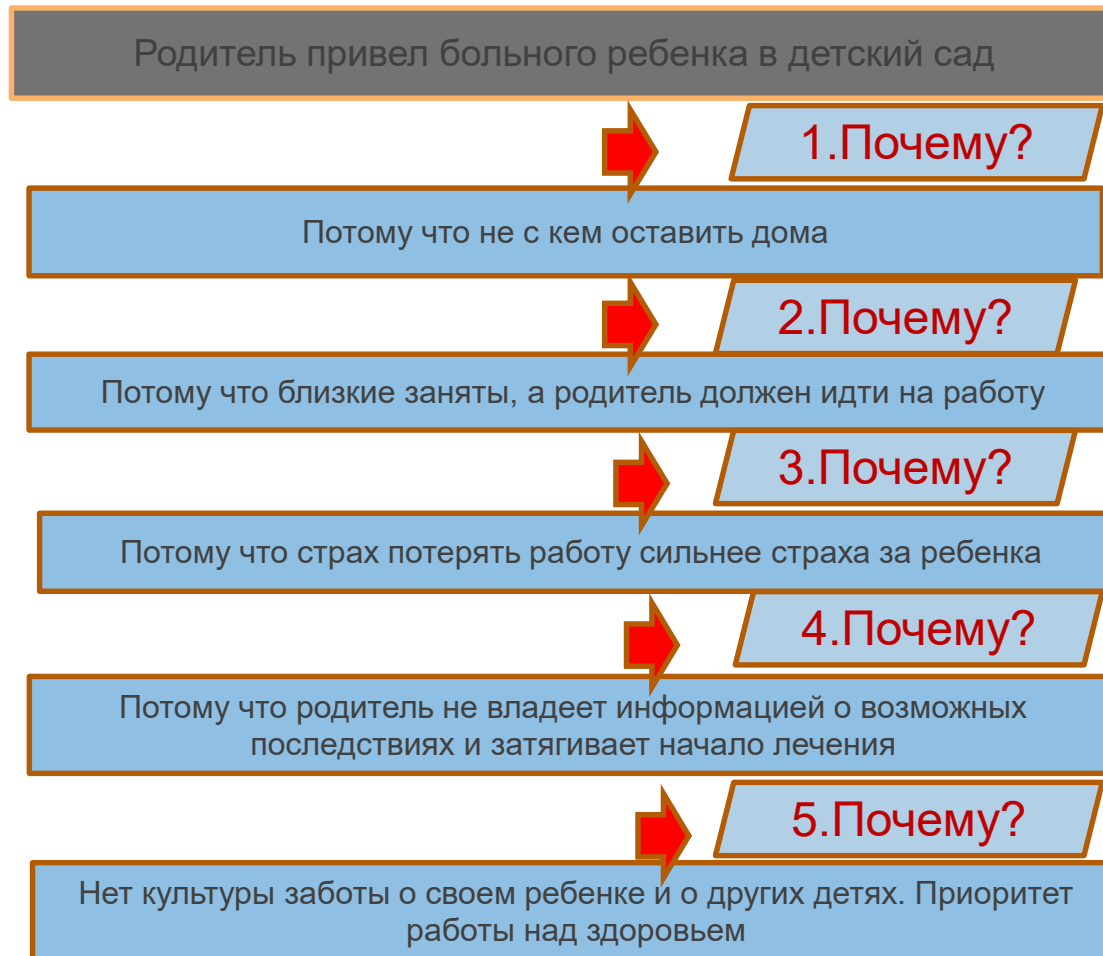 Родитель привел больного ребенка в детский сад
1.Почему?
Потому что не с кем оставить дома
2.Почему?
Потому что близкие заняты, а родитель должен идти на работу
3.Почему?
Потому что страх потерять работу сильнее страха за ребенка
4.Почему?
Потому что родитель не владеет информацией о возможных
последствиях и затягивает начало лечения
5.Почему?
Нет культуры заботы о своем ребенке и о других детях. Приоритет
работы над здоровьем